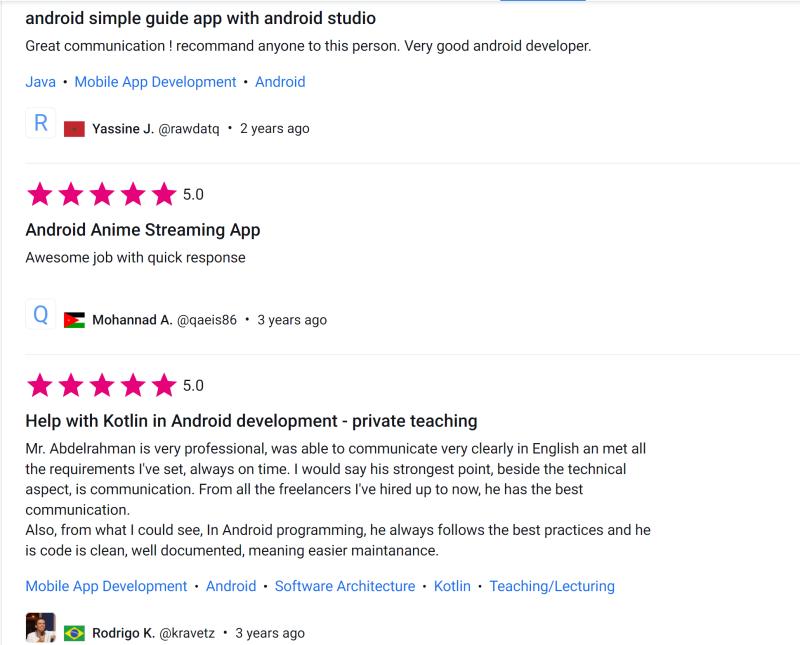 android simple guide app with android studio
Great communication ! recommand anyone to this person. Very good android developer.
Java • Mobile App Development • Android
R
Yassine J. @rawdatq • 2 years ago
5.0
Android Anime Streaming App
Awesome job with quick response
Q
Mohannad A. @qaeis86 • 3 years ago
5.0
Help with Kotlin in Android development - private teaching
Mr. Abdelrahman is very professional, was able to communicate very clearly in English an met all
the requirements I've set, always on time. I would say his strongest point, beside the technical
aspect, is communication. From all the freelancers I've hired up to now, he has the best
communication.
Also, from what I could see, In Android programming, he always follows the best practices and he
is code is clean, well documented, meaning easier maintanance.
Mobile App Development • Android • Software Architecture • Kotlin • Teaching/Lecturing
Rodrigo K. @kravetz • 3 years ago